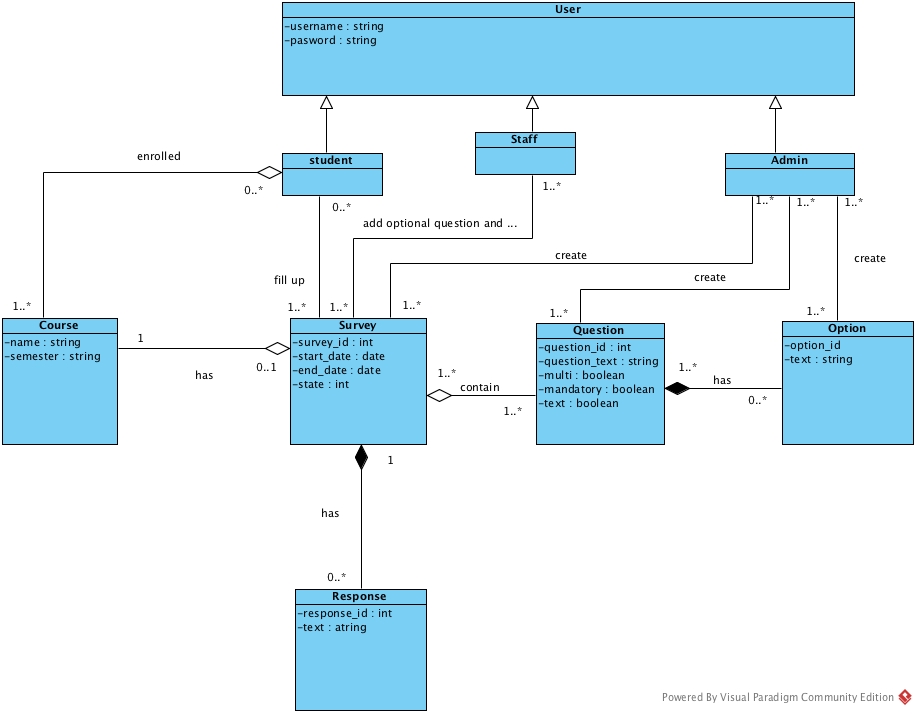 User
-username : string
-pasword : string
enrolled
0..*
student
0..*
Staff
1..*
Admin
1..*
1..*
1..*
add optional question and ...
create
create
create
fill up
1..*
1..*
1..*
1..*
1..*
1..*
Course
-name : string
-semester : string
1
has
0..1
Survey
-survey_id : int
-start_date : date
-end_date : date
-state : int
1..*
contain
1..*
Question
-question_id : int
-question_text : string
-multi : boolean
-mandatory : boolean
-text : boolean
1..*
has
0..*
Option
-option_id
-text : string
1
has
0..*
Response
-response_id : int
-text : atring
Powered By Visual Paradigm Community Edition